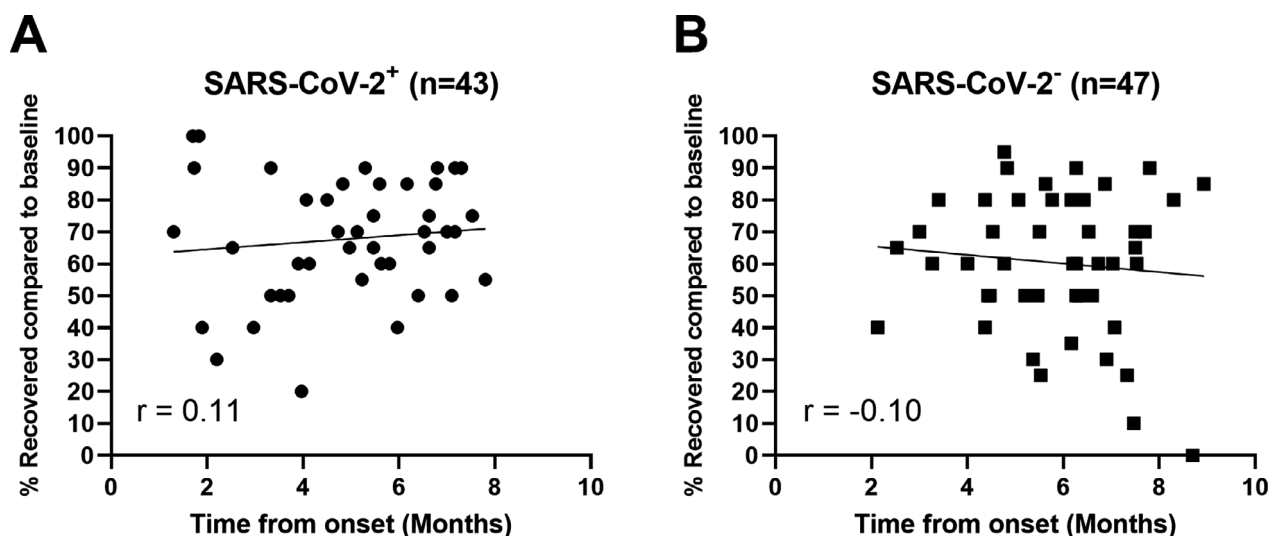 A
SARS-CoV-2+ (n=43)
% Recovered compared to baseline
100
90
80
70
60
50
40
30
20
10
0
r = 0.11
0 2 4 6 8 10
Time from onset (Months)
B
SARS-CoV-2- (n=47)
% Recovered compared to baseline
100
90
80
70
60
50
40
30
20
10
0
r = -0.10
0 2 4 6 8 10
Time from onset (Months)